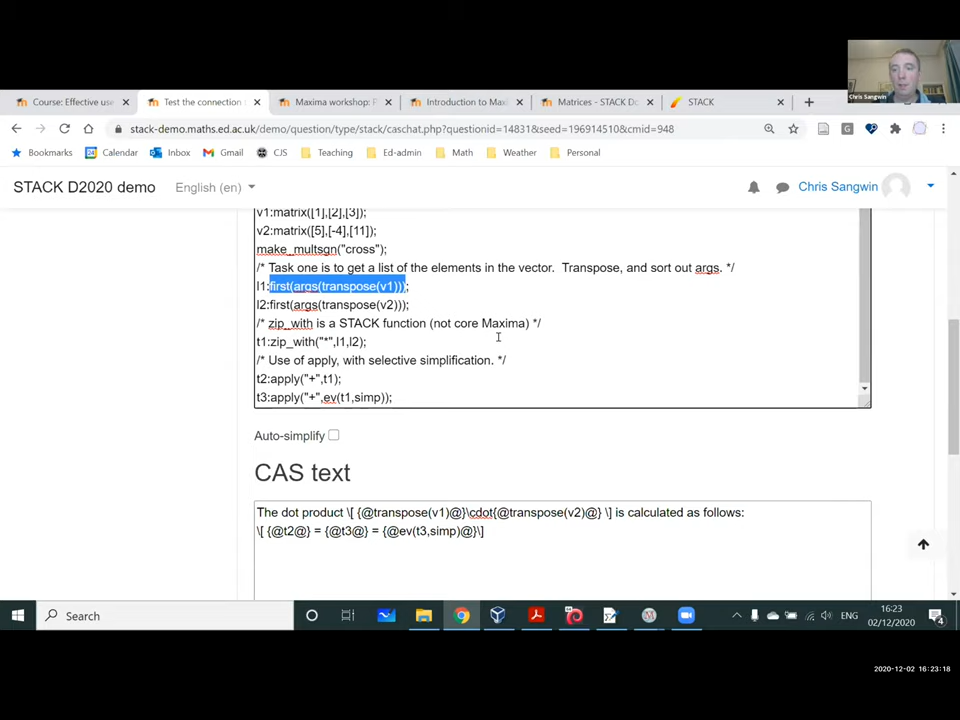 Chris Sangwin
Course: Effective use
Test the connection
Maxima workshop: P
Introduction to Maxi
Matrices - STACK Do
STACK
stack-demo.maths.ed.ac.uk/demo/question/type/stack/caschat.php?questionid=14831&seed=196914510&cmid=948
Bookmarks Calendar Inbox Gmail CJS Teaching Ed-admin Math Weather Personal
STACK D2020 demo English (en) Chris Sangwin
v1:matrix([1],[2],[3]);
v2:matrix([5],[-4],[11]);
make_multsgn("cross");
/* Task one is to get a list of the elements in the vector. Transpose, and sort out args. */
l1:first(args(transpose(v1)));
l2:first(args(transpose(v2)));
/* zip_with is a STACK function (not core Maxima) */
t1:zip_with("*",l1,l2);
/* Use of apply, with selective simplification. */
t2:apply("+",t1);
t3:apply("+",ev(t1,simp));
Auto-simplify
CAS text
The dot product \[ {@transpose(v1)@}\cdot{@transpose(v2)@} \] is calculated as follows:
\[ {@t2@} = {@t3@} = {@ev(t3,simp)@}\]
Search
ENG
16:23
02/12/2020
4
2020-12-02 16:23:18